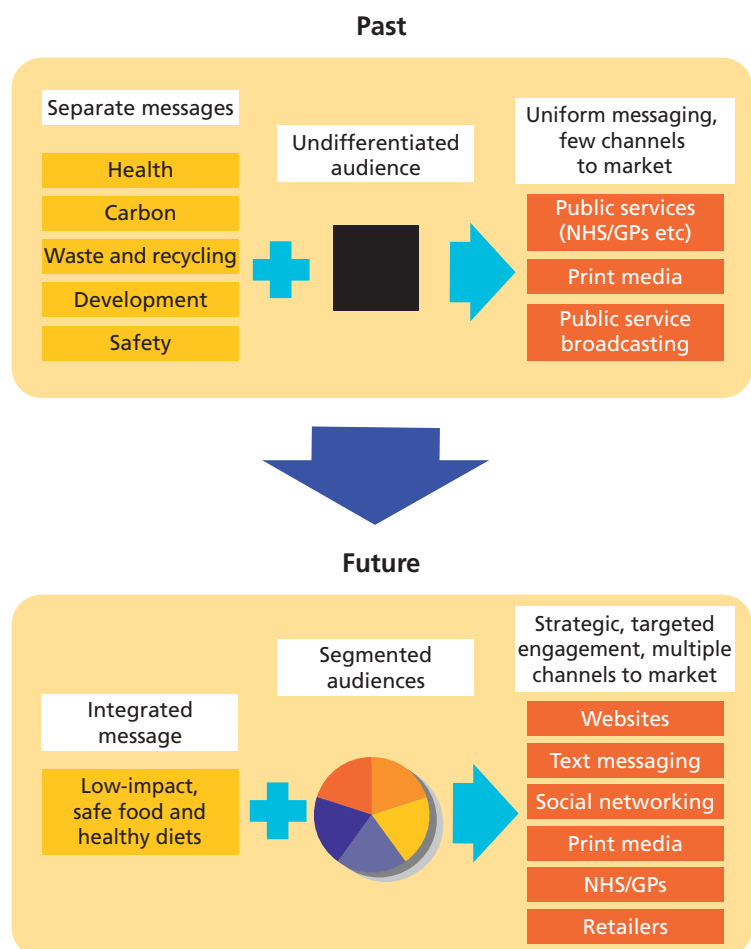 Past
Separate messages
Health
Carbon
Waste and recycling
Development
Safety
Undifferentiated
audience
Uniform messaging,
few channels
to market
Public services
(NHS/GPs etc)
Print media
Public service
broadcasting
Future
Integrated
message
Low-impact,
safe food and
healthy diets
Segmented
audiences
Strategic, targeted
engagement, multiple
channels to market
Websites
Text messaging
Social networking
Print media
NHS/GPs
Retailers